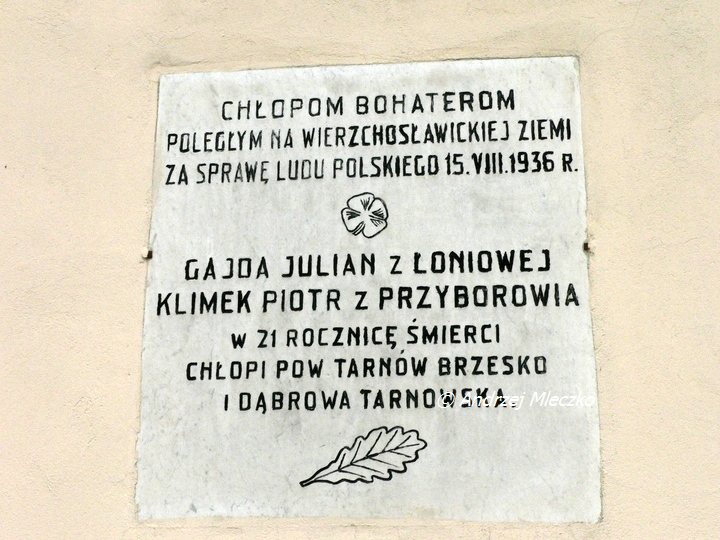 CHŁOPOM BOHATEROM
POLEGŁYM NA WIERZCHOSŁAWICKIEJ ZIEMI
ZA SPRAWĘ LUDU POLSKIEGO 15.VIII.1936 R.
GAJDA JULIAN Z ŁONIOWEJ
KLIMEK PIOTR Z PRZYBOROWIA
W 21 ROCZNICĘ ŚMIERCI
CHŁOPI POW TARNÓW BRZESKO
I DĄBROWA TARNOWSKA
© Andrzej Mleczko